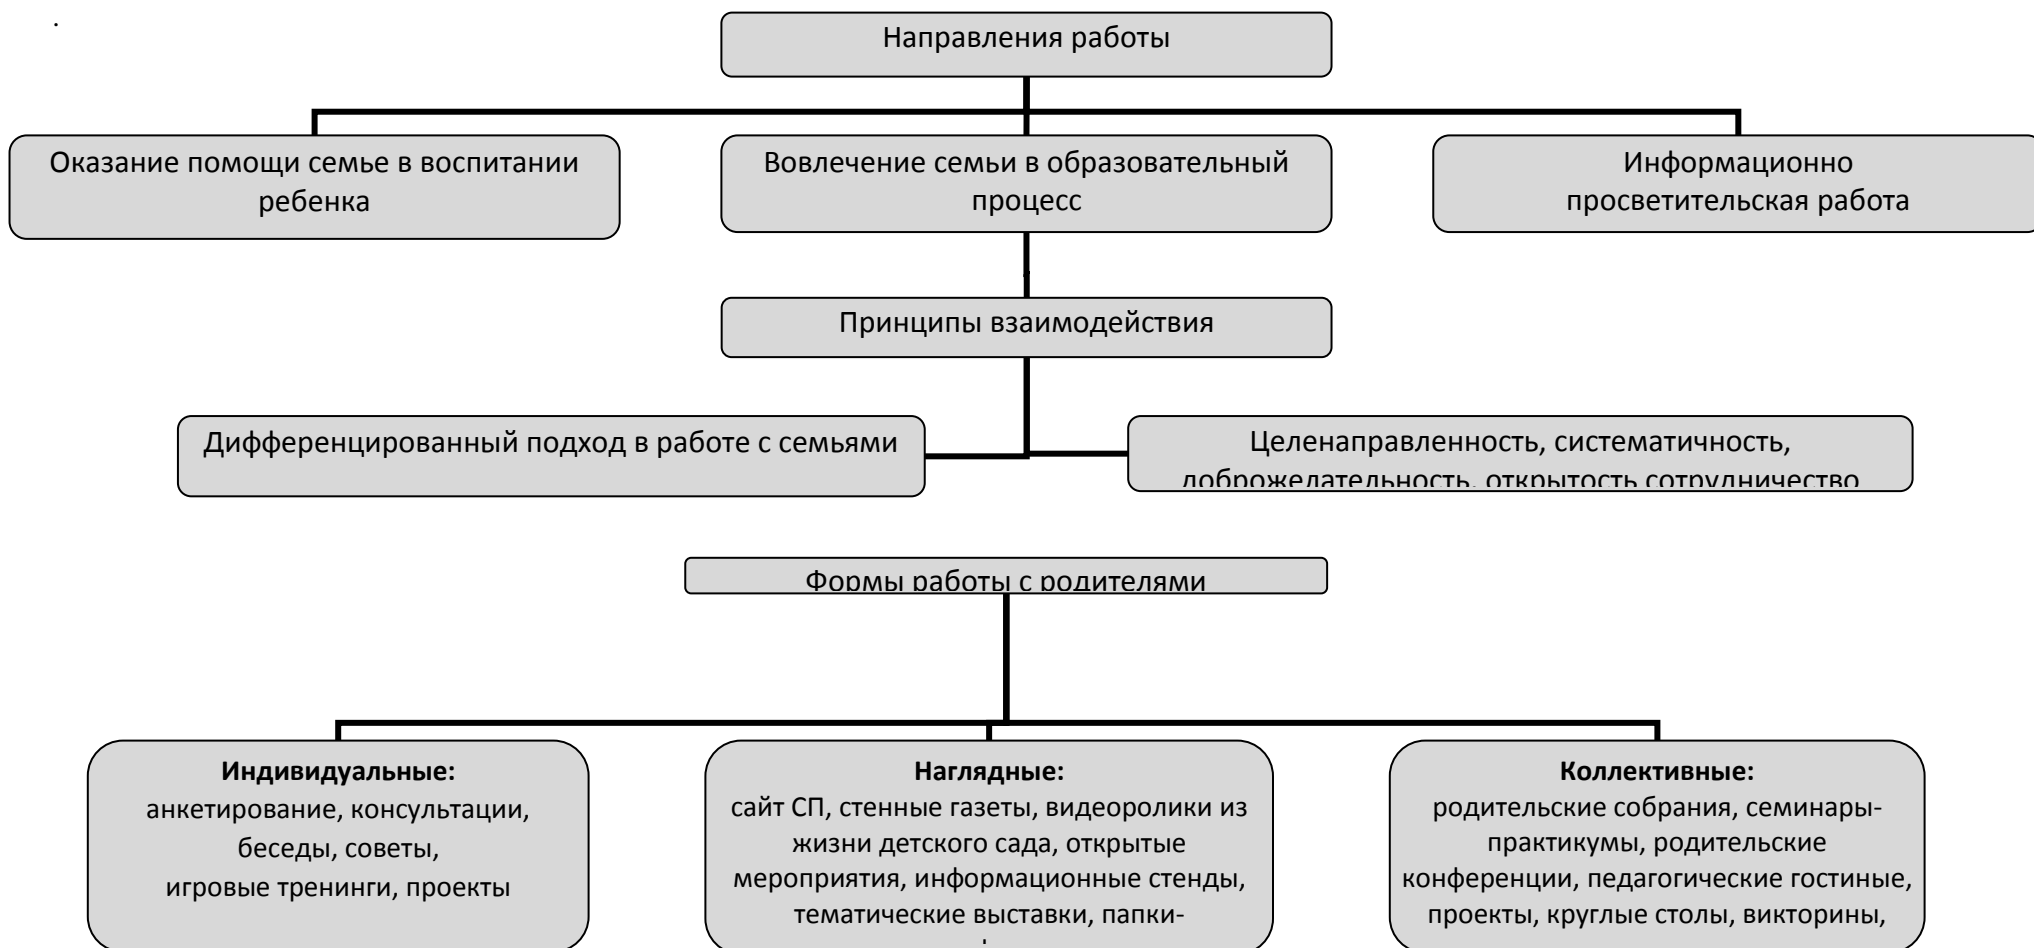 .
Направления работы
Оказание помощи семье в воспитании
ребенка
Вовлечение семьи в образовательный
процесс
Информационно
просветительская работа
Принципы взаимодействия
Дифференцированный подход в работе с семьями
Целенаправленность, систематичность,
доброжелательность, открытость сотрудничество
Формы работы с родителями
Индивидуальные:
анкетирование, консультации,
беседы, советы,
игровые тренинги, проекты
Наглядные:
сайт СП, стенные газеты, видеоролики из
жизни детского сада, открытые
мероприятия, информационные стенды,
тематические выставки, папки-
Коллективные:
родительские собрания, семинары-
практикумы, родительские
конференции, педагогические гостиные,
проекты, круглые столы, викторины,